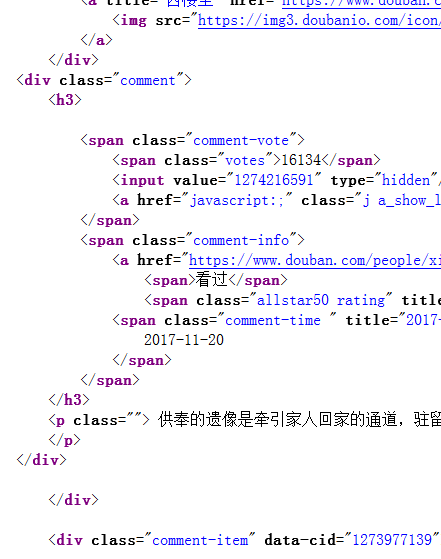 <a title="西楼尘" href="https://www.douban.c
<img src="https://img3.doubanio.com/icon/
</a>
</div>
<div class="comment">
<h3>
<span class="comment-vote">
<span class="votes">16134</span>
<input value="1274216591" type="hidden"/
<a href="javascript:;" class="j a_show_l
</span>
<span class="comment-info">
<a href="https://www.douban.com/people/xi
<span>看过</span>
<span class="allstar50 rating" title
<span class="comment-time " title="2017-
2017-11-20
</span>
</span>
</h3>
<p class=""> 供奉的遗像是牵引家人回家的通道，驻留
</p>
</div>
</div>
<div class="comment-item" data-cid="1273977139"